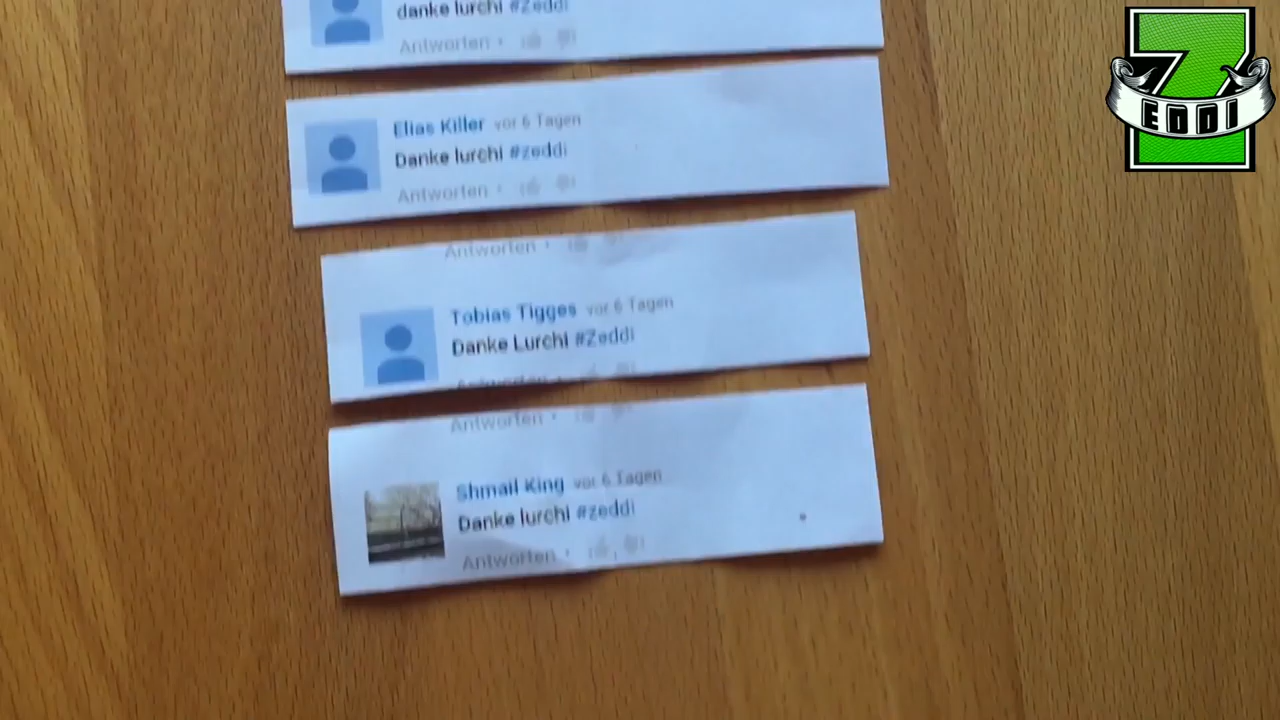 danke lurchi #Zeddi
Antworten •
Elias Killer vor 6 Tagen
Danke lurchi #zeddi
Antworten •
Antworten •
Tobias Tigges vor 6 Tagen
Danke Lurchi #Zeddi
Antworten •
Antworten •
Shmail King vor 6 Tagen
Danke lurchi #zeddi
Antworten •
ZEDDI